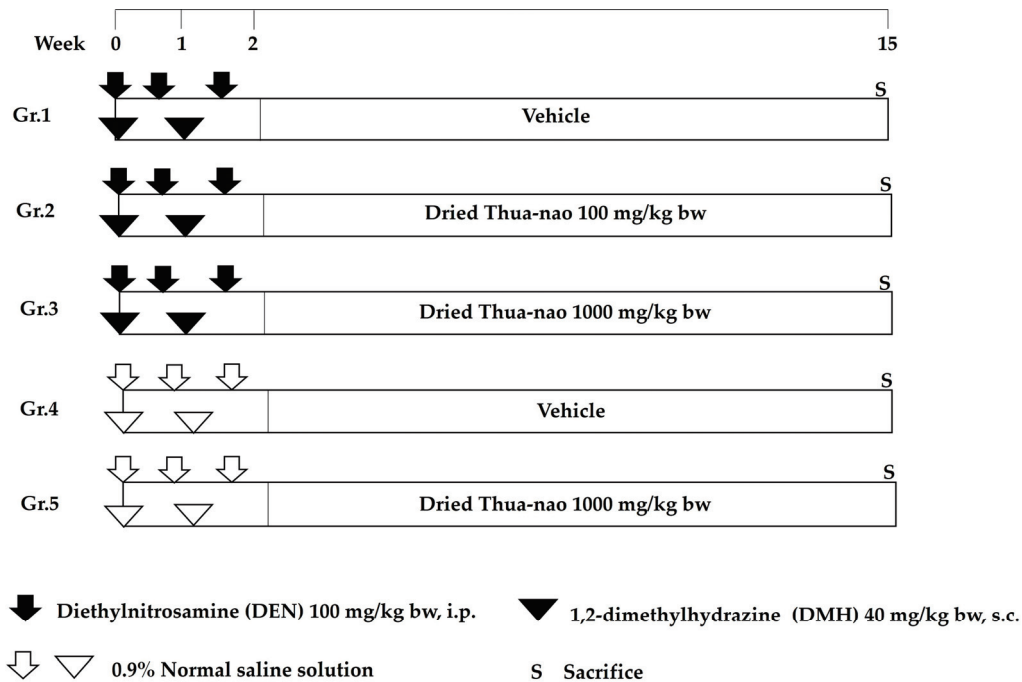 Week 0 1 2 15
S
Gr.1 Vehicle
S
Gr.2 Dried Thua-nao 100 mg/kg bw
S
Gr.3 Dried Thua-nao 1000 mg/kg bw
S
Gr.4 Vehicle
S
Gr.5 Dried Thua-nao 1000 mg/kg bw
Diethylnitrosamine (DEN) 100 mg/kg bw, i.p. 1,2-dimethylhydrazine (DMH) 40 mg/kg bw, s.c.
0.9% Normal saline solution S Sacrifice